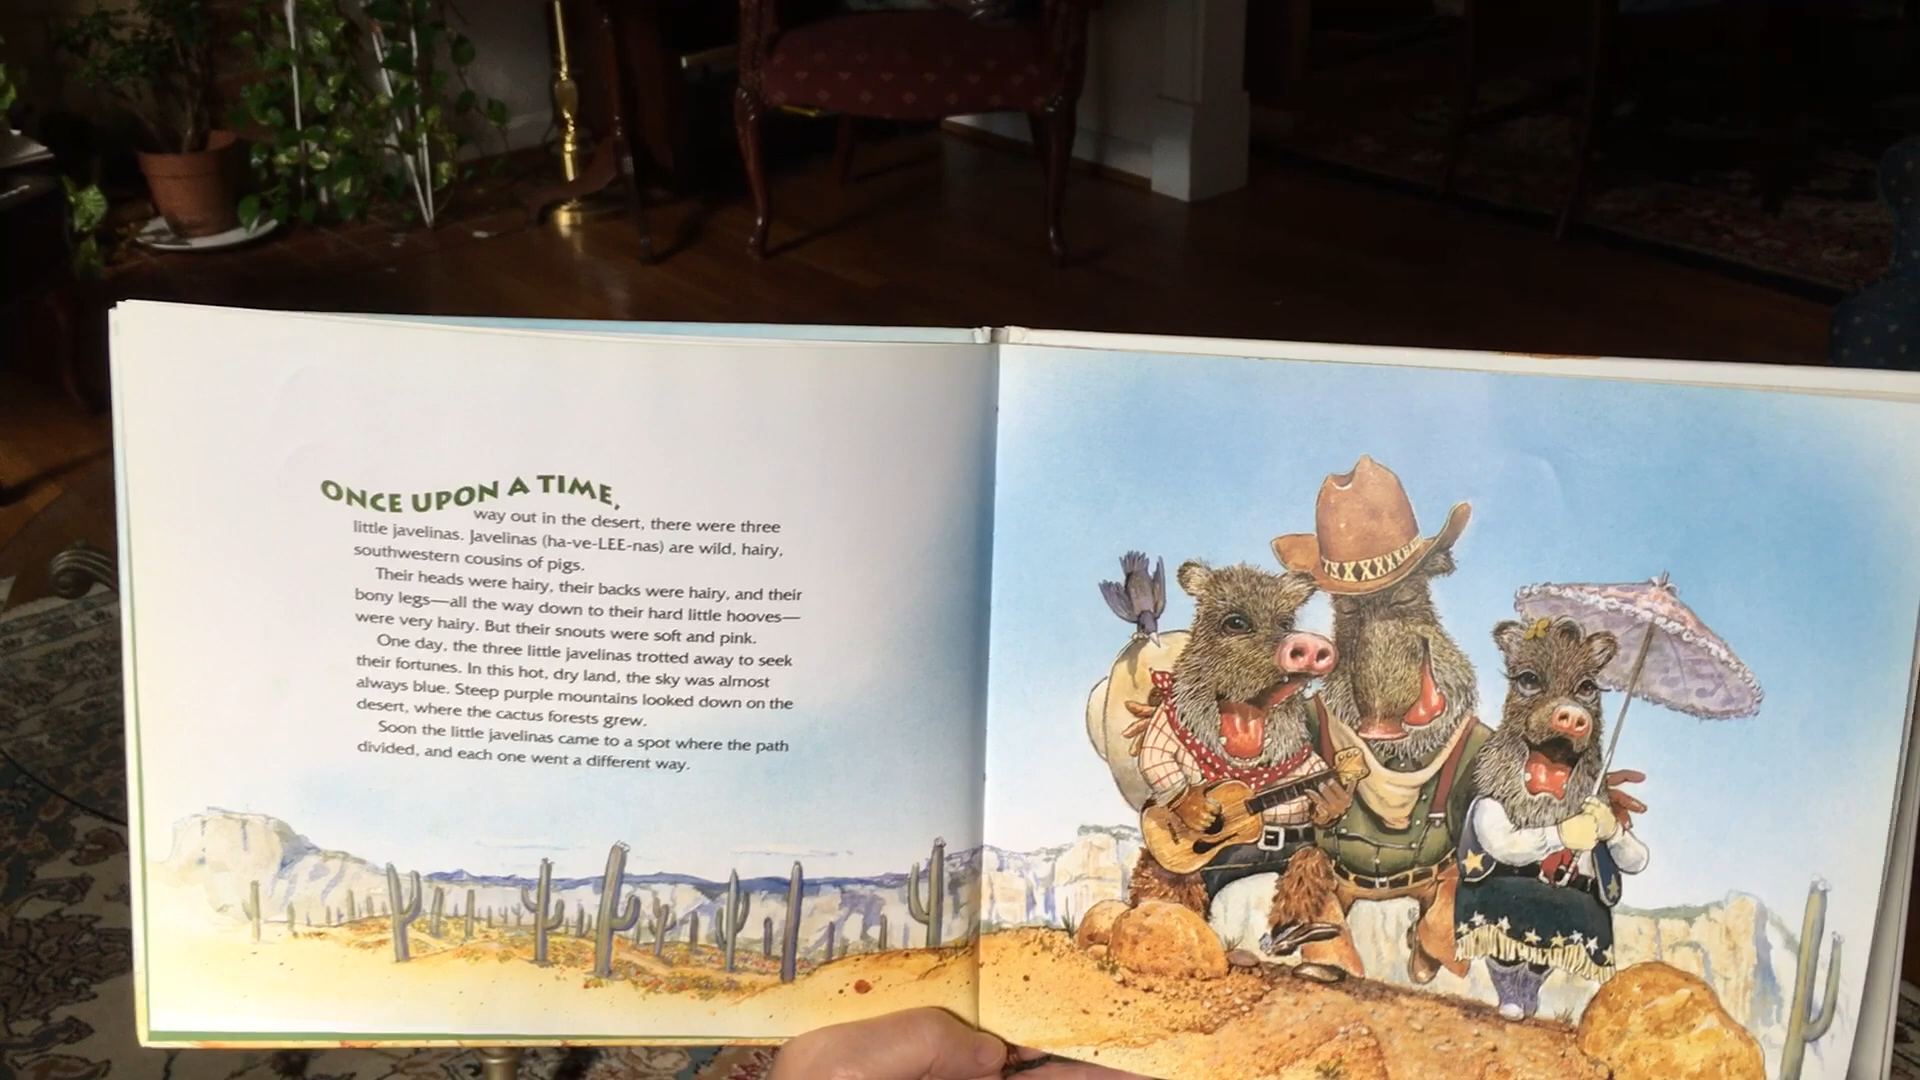 ONCE UPON A TIME,
way out in the desert, there were three
little javelinas. Javelinas (ha-ve-LEE-nas) are wild, hairy,
southwestern cousins of pigs.
Their heads were hairy, their backs were hairy, and their
bony legs—all the way down to their hard little hooves—
were very hairy. But their snouts were soft and pink.
One day, the three little javelinas trotted away to seek
their fortunes. In this hot, dry land, the sky was almost
always blue. Steep purple mountains looked down on the
desert, where the cactus forests grew.
Soon the little javelinas came to a spot where the path
divided, and each one went a different way.